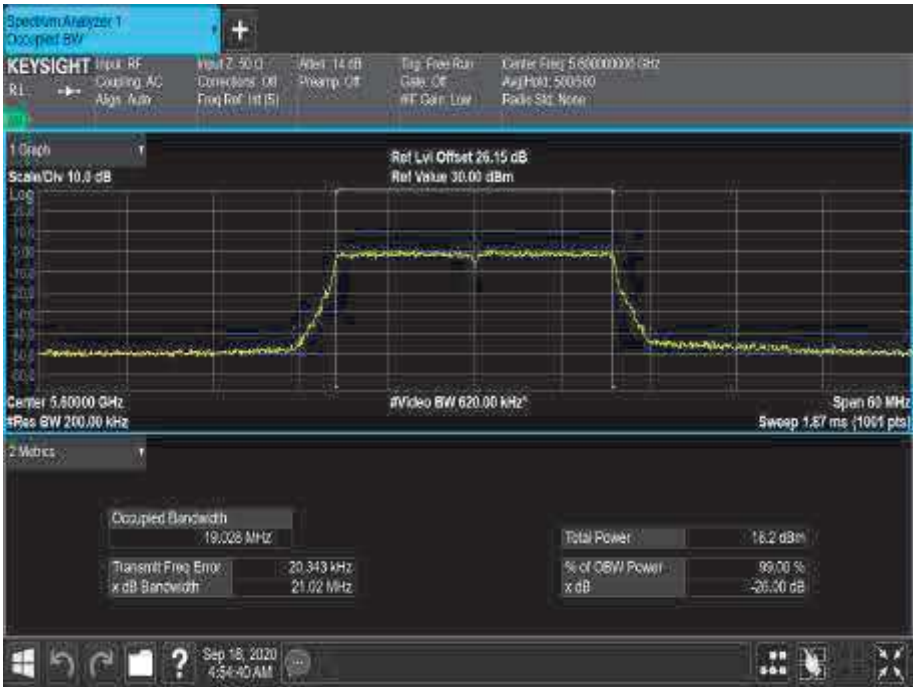 Spectrum Analyzer 1
Occupied BW
+
KEYSIGHT Input: RF Input Z: 50 Ω Atten: 14 dB Trig: Free Run Center Freq: 5.600000000 GHz
Coupling: AC Corrections: Off Preamp: Off Gate: Off Avg|Hold: 500/500
Align: Auto Freq Ref: Int (S) #IF Gain: Low Radio Std: None
1 Graph
Ref Lvl Offset 26.15 dB
Scale/Div 10.0 dB Ref Value 30.00 dBm
Log
Center 5.60000 GHz #Video BW 620.00 kHz* Span 60 MHz
#Res BW 200.00 kHz Sweep 1.87 ms (1001 pts)
2 Metrics
Occupied Bandwidth
19.028 MHz Total Power
Transmit Freq Error 20.343 kHz % of OBW Power 99.00 %
x dB Bandwidth 21.02 MHz x dB -26.00 dB
? Sep 18, 2020
4:54:40 AM